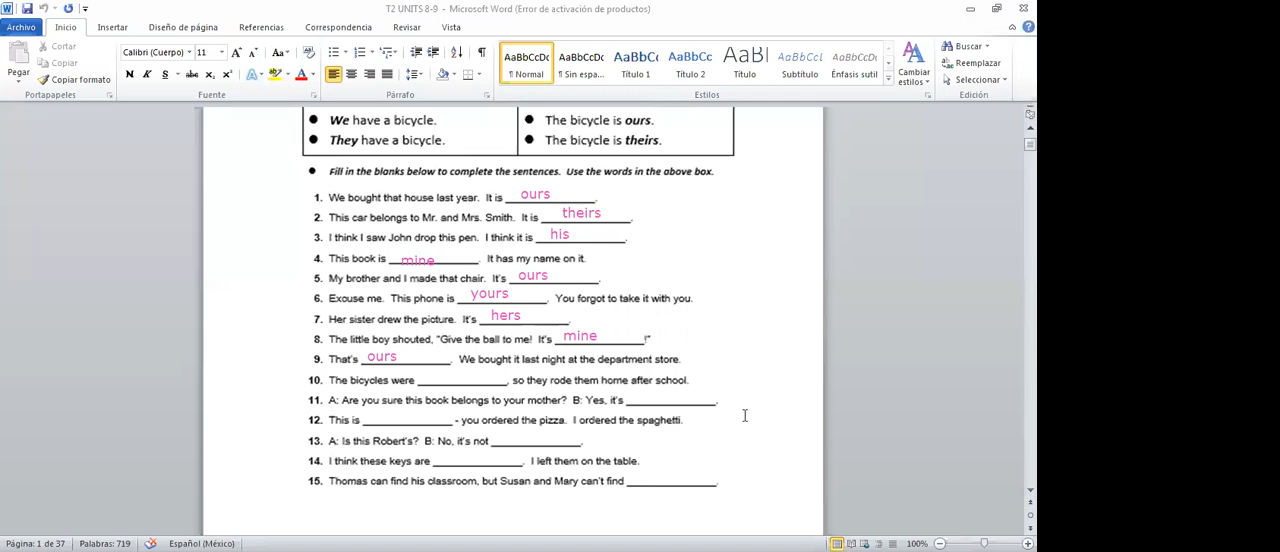 T2 UNITS 8-9 - Microsoft Word (Error de activación de productos)
Archivo Inicio Insertar Diseño de página Referencias Correspondencia Revisar Vista
Pegar
Cortar
Copiar
Copiar formato
Portapapeles
Calibri (Cuerpo) 11
Fuente
Párrafo
AaBbCcDc AaBbCcDc AaBbC AaBbCc AaBl AaBbCcI AaBbCcDc
¶ Normal ¶ Sin espa... Título 1 Título 2 Título Subtítulo Énfasis sutil
Estilos
Cambiar estilos
Buscar
Reemplazar
Seleccionar
Edición
We have a bicycle. The bicycle is ours.
They have a bicycle. The bicycle is theirs.
Fill in the blanks below to complete the sentences. Use the words in the above box.
1. We bought that house last year. It is ours.
2. This car belongs to Mr. and Mrs. Smith. It is theirs.
3. I think I saw John drop this pen. I think it is his.
4. This book is mine. It has my name on it.
5. My brother and I made that chair. It's ours.
6. Excuse me. This phone is yours. You forgot to take it with you.
7. Her sister drew the picture. It's hers.
8. The little boy shouted, "Give the ball to me! It's mine!"
9. That's ours. We bought it last night at the department store.
10. The bicycles were ____________, so they rode them home after school.
11. A: Are you sure this book belongs to your mother? B: Yes, it's ____________.
12. This is ____________ - you ordered the pizza. I ordered the spaghetti.
13. A: Is this Robert's? B: No, it's not ____________.
14. I think these keys are ____________. I left them on the table.
15. Thomas can find his classroom, but Susan and Mary can't find ____________.
Página: 1 de 37 Palabras: 719 Español (México) 100%